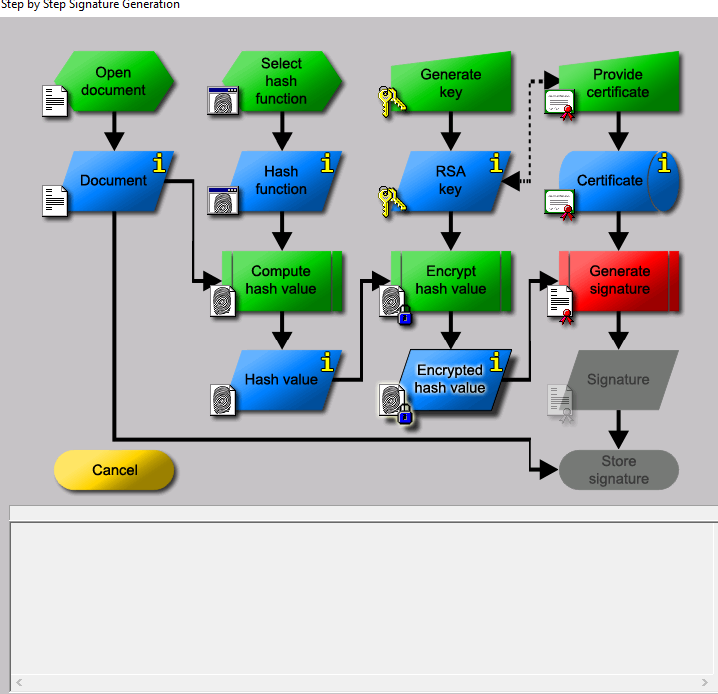 Step by Step Signature Generation
Open
document
Select
hash
function
Generate
key
Provide
certificate
Document
i
Hash
function
i
RSA
key
i
Certificate
i
Compute
hash value
Encrypt
hash value
Generate
signature
Hash value
i
Encrypted
hash value
i
Signature
Cancel
Store
signature